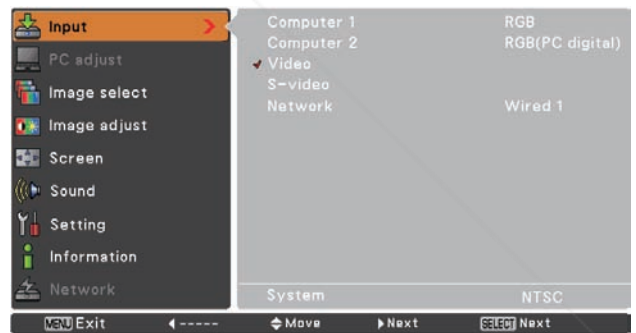 Input
PC adjust
Image select
Image adjust
Screen
Sound
Setting
Information
Network
Computer 1 RGB
Computer 2 RGB(PC digital)
Video
S-video
Network Wired 1
System NTSC
MENU Exit ◀----- Move Next SELECT Next